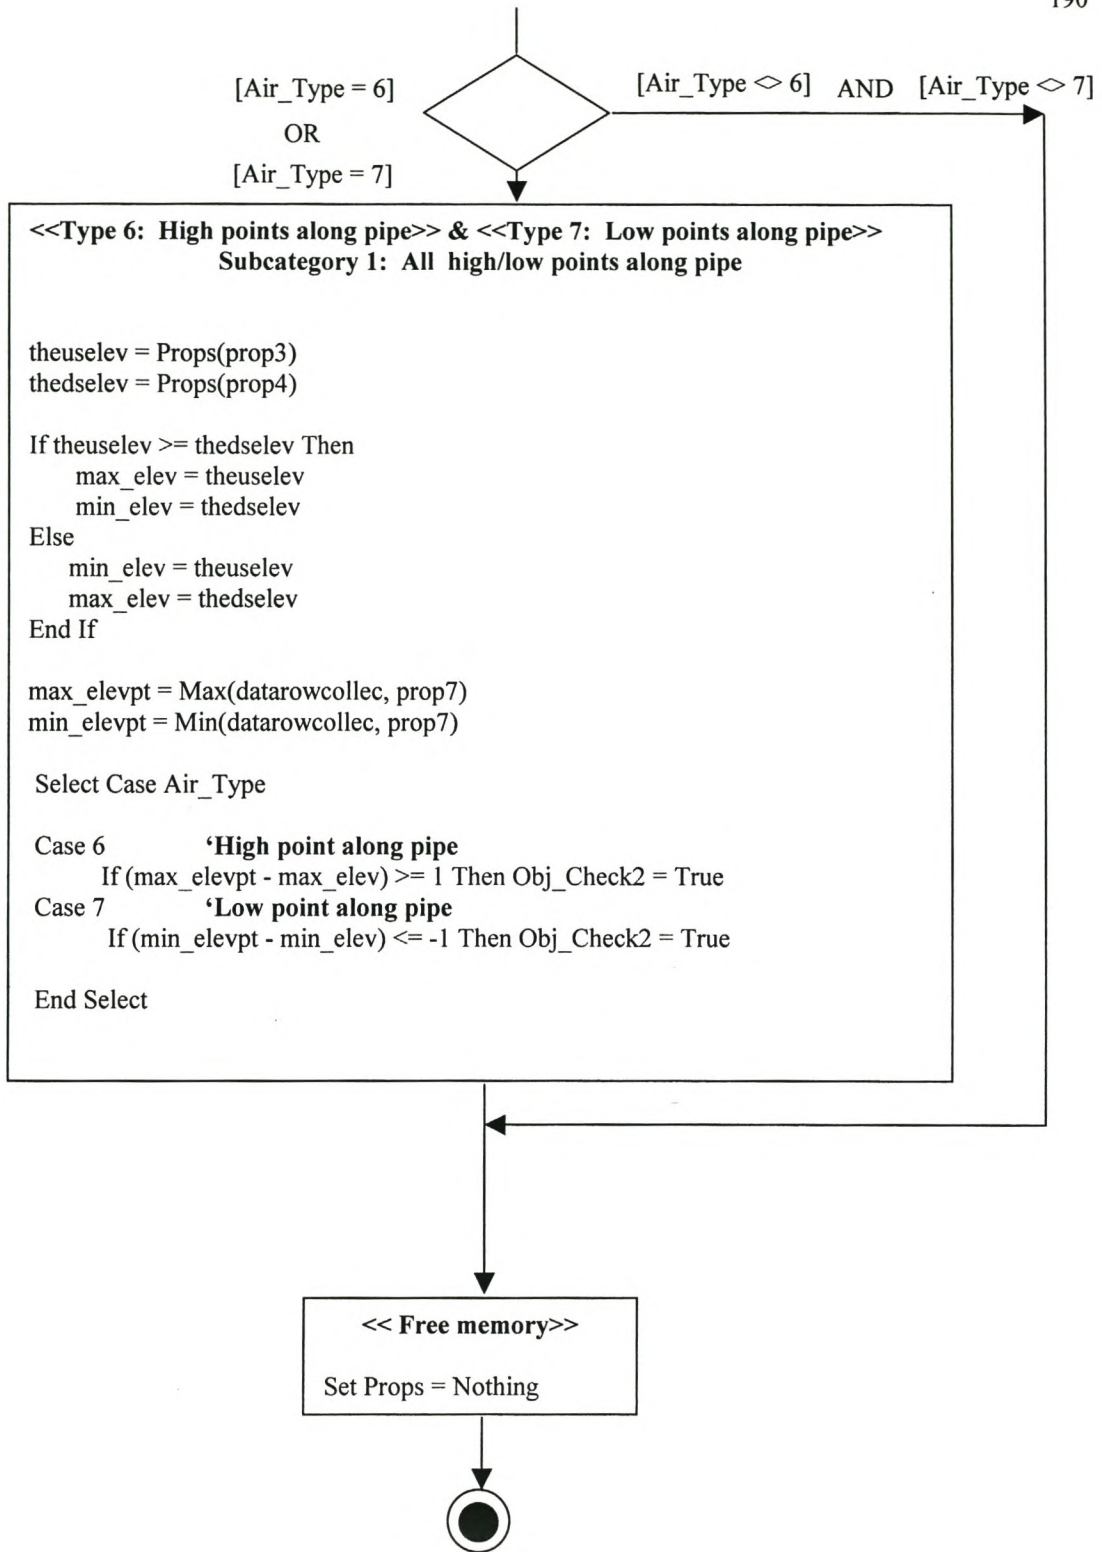 190
[Air_Type = 6]
OR
[Air_Type = 7]
[Air_Type <> 6] AND [Air_Type <> 7]
<<Type 6: High points along pipe>> & <<Type 7: Low points along pipe>>
Subcategory 1: All high/low points along pipe
theuselev = Props(prop3)
thedselev = Props(prop4)
If theuselev >= thedselev Then
max_elev = theuselev
min_elev = thedselev
Else
min_elev = theuselev
max_elev = thedselev
End If
max_elevpt = Max(datarowcollec, prop7)
min_elevpt = Min(datarowcollec, prop7)
Select Case Air_Type
Case 6 ‘High point along pipe
If (max_elevpt - max_elev) >= 1 Then Obj_Check2 = True
Case 7 ‘Low point along pipe
If (min_elevpt - min_elev) <= -1 Then Obj_Check2 = True
End Select
<< Free memory>>
Set Props = Nothing